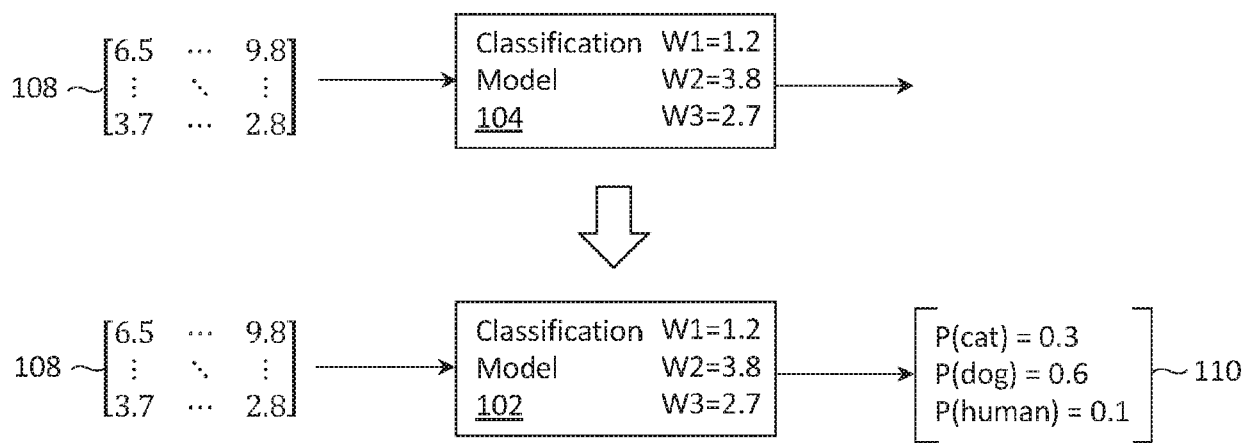 [6.5 ⋯ 9.8]
108
[⋮ ⋱ ⋮]
[3.7 ⋯ 2.8]
Classification W1=1.2
Model W2=3.8
104 W3=2.7
[6.5 ⋯ 9.8]
108
[⋮ ⋱ ⋮]
[3.7 ⋯ 2.8]
Classification W1=1.2
Model W2=3.8
102 W3=2.7
P(cat) = 0.3
P(dog) = 0.6
P(human) = 0.1
110